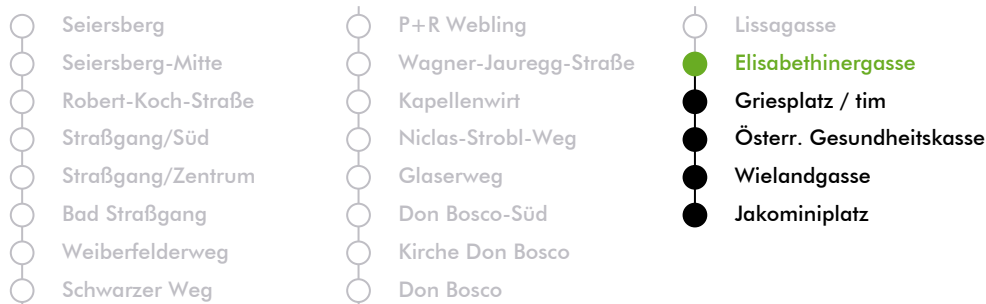 Seiersberg
Seiersberg-Mitte
Robert-Koch-Straße
Straßgang/Süd
Straßgang/Zentrum
Bad Straßgang
Weiberfelderweg
Schwarzer Weg
P+R Webling
Wagner-Jauregg-Straße
Kapellenwirt
Niclas-Strobl-Weg
Glaserweg
Don Bosco-Süd
Kirche Don Bosco
Don Bosco
Lissagasse
Elisabethinergasse
Griesplatz / tim
Österr. Gesundheitskasse
Wielandgasse
Jakominiplatz